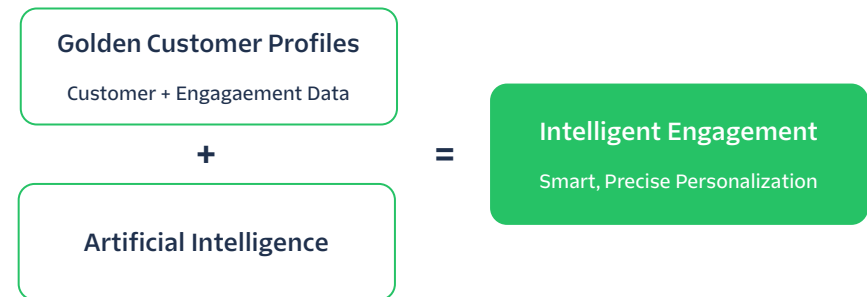 Golden Customer Profiles
Customer + Engagaement Data
+
=
Intelligent Engagement
Smart, Precise Personalization
Artificial Intelligence